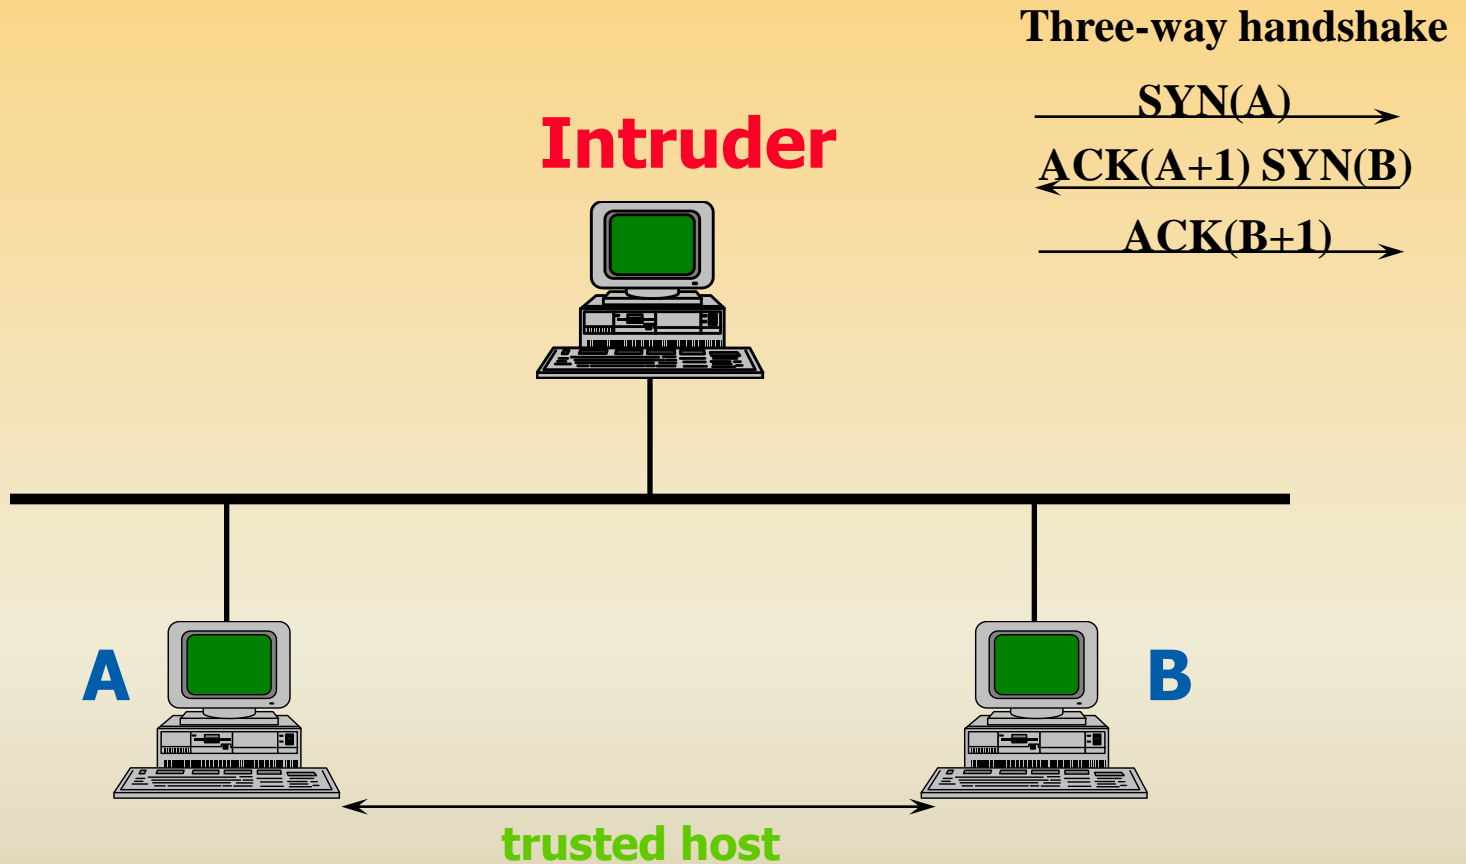 Three-way handshake
SYN(A)
ACK(A+1) SYN(B)
ACK(B+1)
Intruder
A
B
trusted host